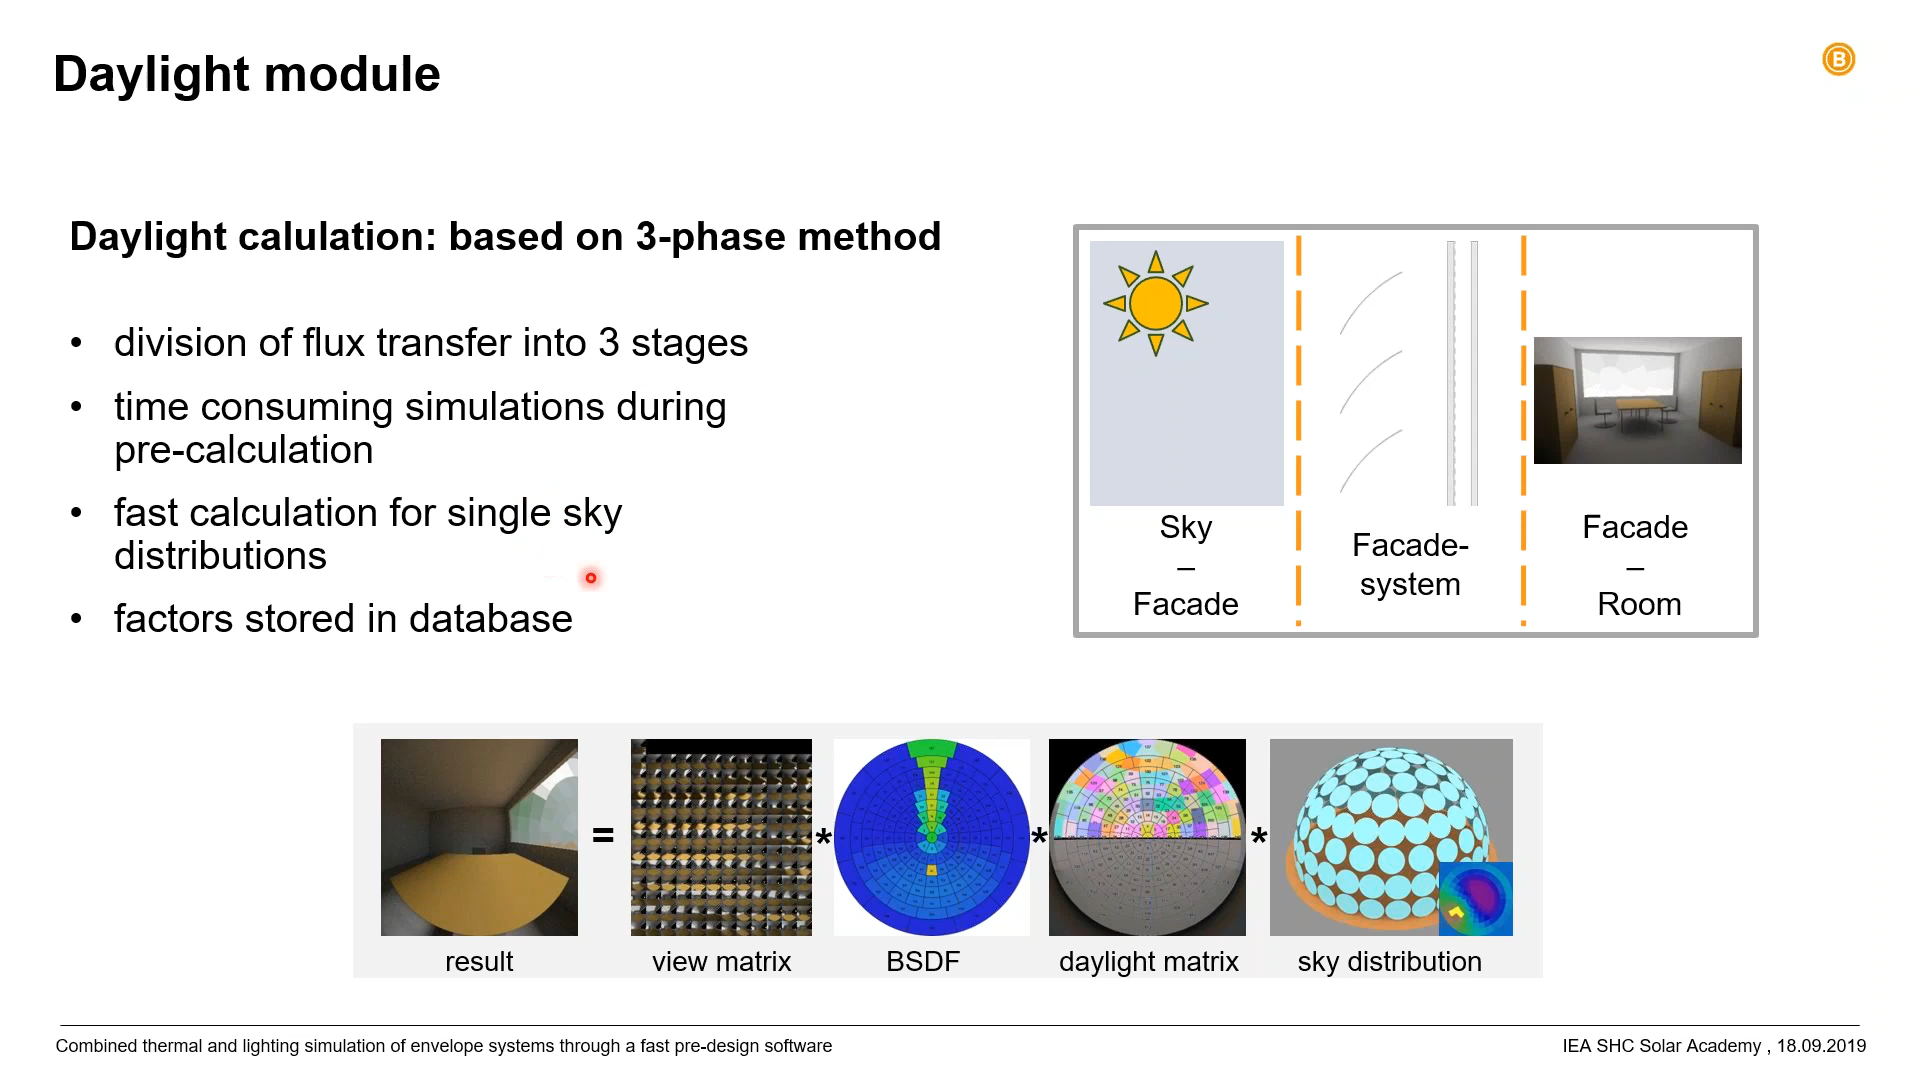 Daylight module
B
Daylight calulation: based on 3-phase method
• division of flux transfer into 3 stages
• time consuming simulations during
pre-calculation
• fast calculation for single sky
distributions
• factors stored in database
Sky
–
Facade
Facade-
system
Facade
–
Room
=
*
*
*
result
view matrix
BSDF
daylight matrix
sky distribution
Combined thermal and lighting simulation of envelope systems through a fast pre-design software
IEA SHC Solar Academy , 18.09.2019